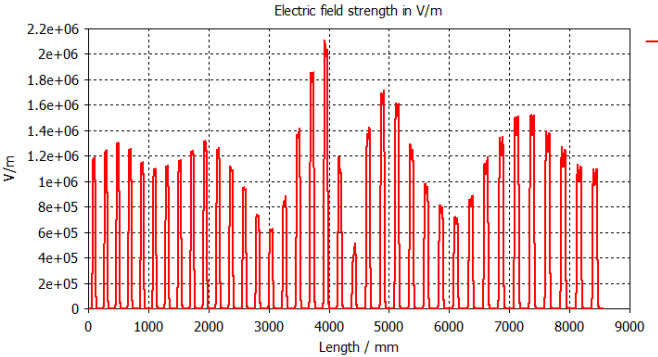 Electric field strength in V/m
2.2e+06
2e+06
1.8e+06
1.6e+06
1.4e+06
1.2e+06
1e+06
8e+05
6e+05
4e+05
2e+05
0
V/m
0 1000 2000 3000 4000 5000 6000 7000 8000 9000
Length / mm